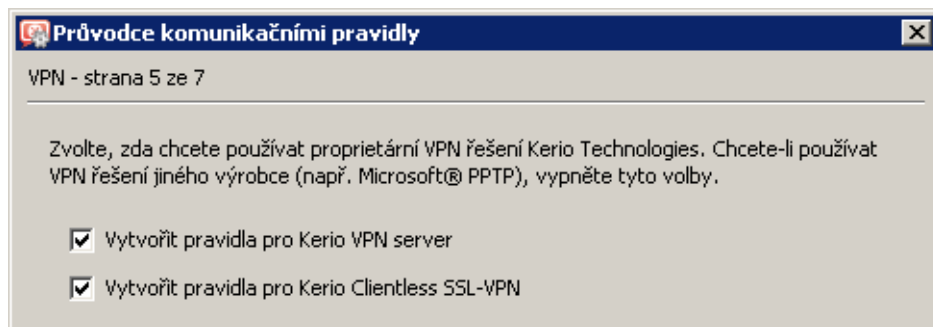 Průvodce komunikačními pravidly
VPN - strana 5 ze 7
Zvolte, zda chcete používat proprietární VPN řešení Kerio Technologies. Chcete-li používat
VPN řešení jiného výrobce (např. Microsoft® PPTP), vypněte tyto volby.
Vytvořit pravidla pro Kerio VPN server
Vytvořit pravidla pro Kerio Clientless SSL-VPN